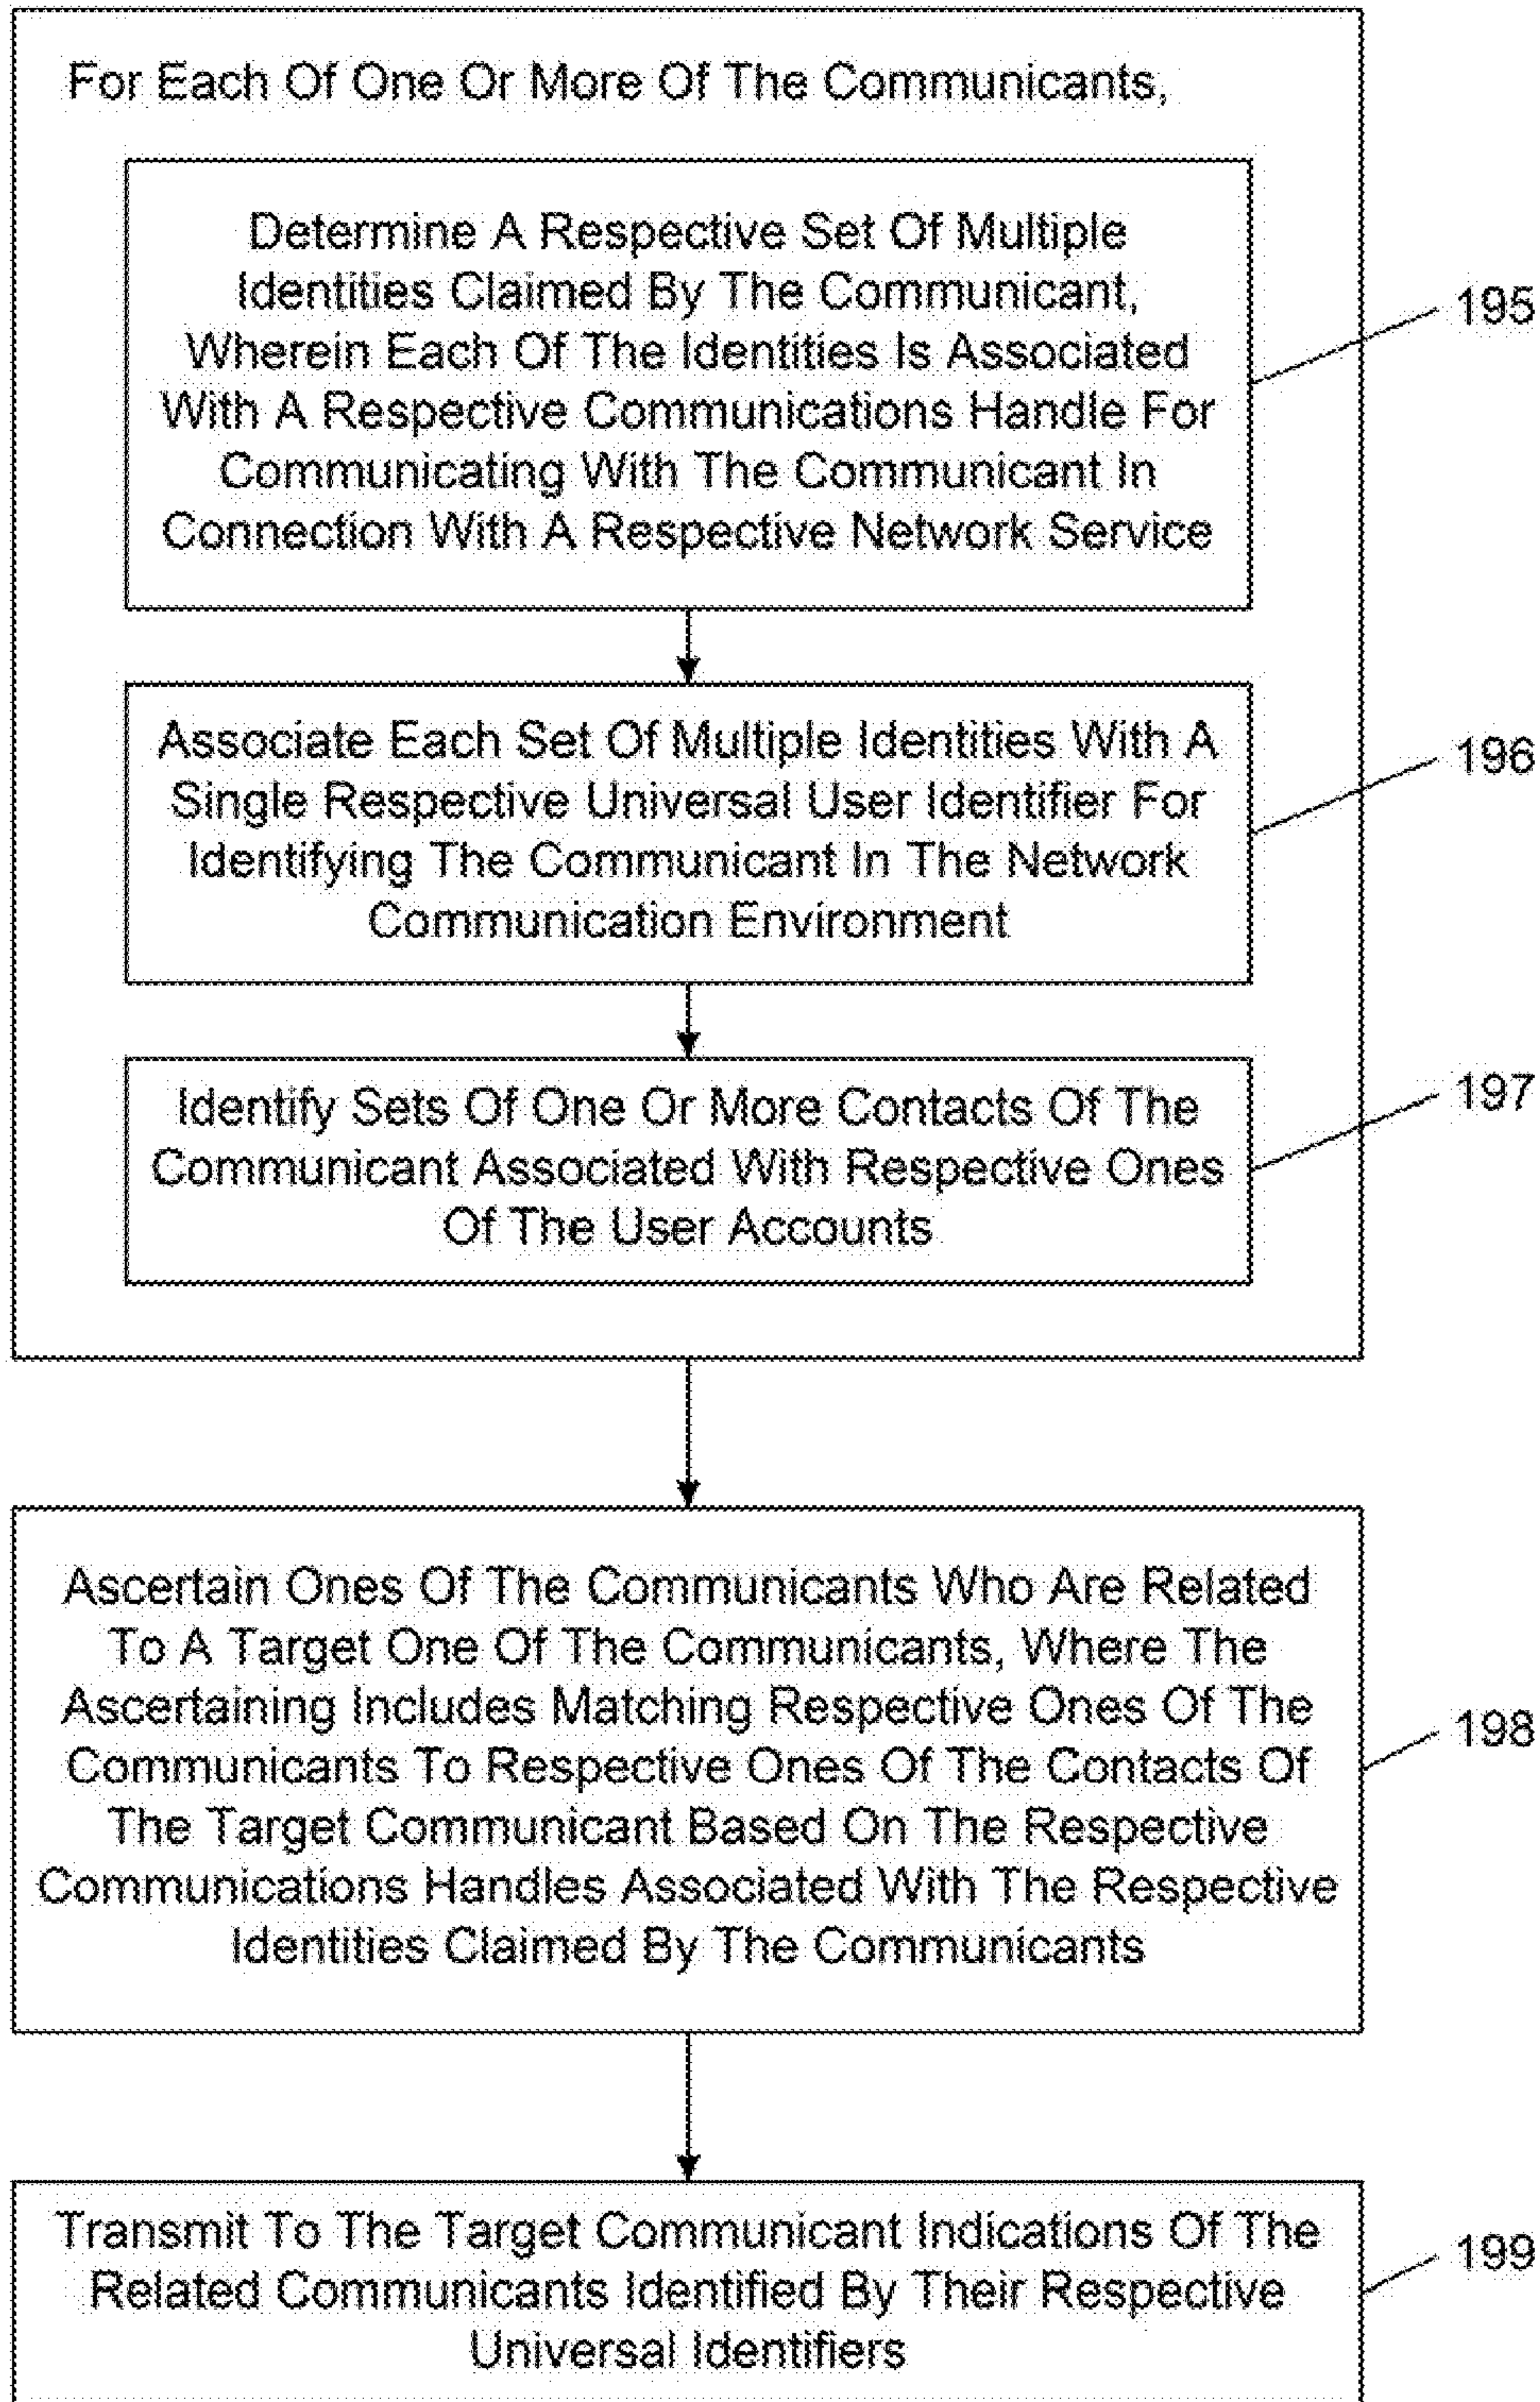 For Each Of One Or More Of The Communicants,
Determine A Respective Set Of Multiple
Identities Claimed By The Communicant,
Wherein Each Of The Identities Is Associated
With A Respective Communications Handle For
Communicating With The Communicant In
Connection With A Respective Network Service
195
Associate Each Set Of Multiple Identities With A
Single Respective Universal User Identifier For
Identifying The Communicant In The Network
Communication Environment
196
Identify Sets Of One Or More Contacts Of The
Communicant Associated With Respective Ones
Of The User Accounts
197
Ascertain Ones Of The Communicants Who Are Related
To A Target One Of The Communicants, Where The
Ascertaining Includes Matching Respective Ones Of The
Communicants To Respective Ones Of The Contacts Of
The Target Communicant Based On The Respective
Communications Handles Associated With The Respective
Identities Claimed By The Communicants
198
Transmit To The Target Communicant Indications Of The
Related Communicants Identified By Their Respective
Universal Identifiers
199